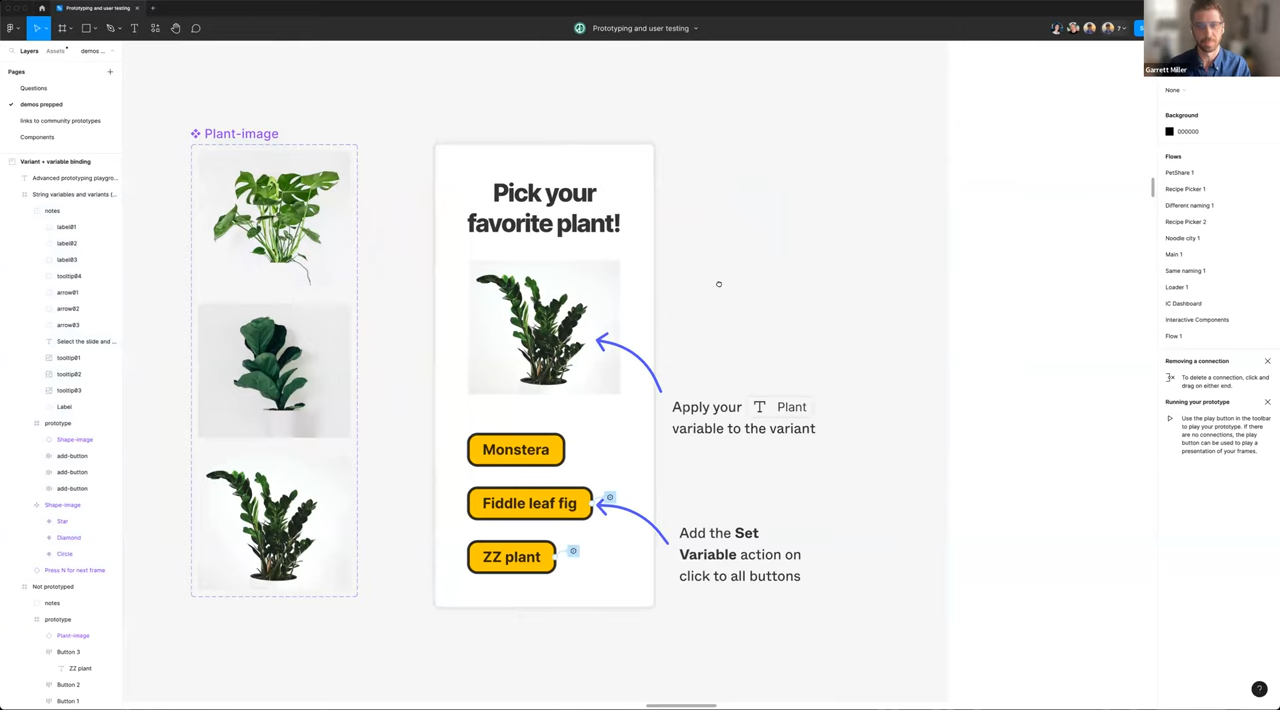 Prototyping and user testing
Prototyping and user testing
7
Garrett Miller
Layers
Assets
demos ...
Pages
Questions
demos prepped
links to community prototypes
Components
Variant + variable binding
Advanced prototyping playgro...
String variables and variants (...
notes
label01
label02
label03
tooltip04
arrow01
arrow02
arrow03
Select the slide and ...
tooltip01
tooltip02
tooltip03
Label
prototype
Shape-image
add-button
add-button
add-button
Shape-image
Star
Diamond
Circle
Press N for next frame
Not prototyped
notes
prototype
Plant-image
Button 3
ZZ plant
Button 2
Button 1
Plant-image
Pick your
favorite plant!
Monstera
Fiddle leaf fig
ZZ plant
Apply your T Plant
variable to the variant
Add the Set
Variable action on
click to all buttons
None
Background
000000
Flows
PetShare 1
Recipe Picker 1
Different naming 1
Recipe Picker 2
Noodle city 1
Main 1
Same naming 1
Loader 1
IC Dashboard
Interactive Components
Flow 1
Removing a connection
To delete a connection, click and
drag on either end.
Running your prototype
Use the play button in the toolbar
to play your prototype. If there
are no connections, the play
button can be used to play a
presentation of your frames.
?